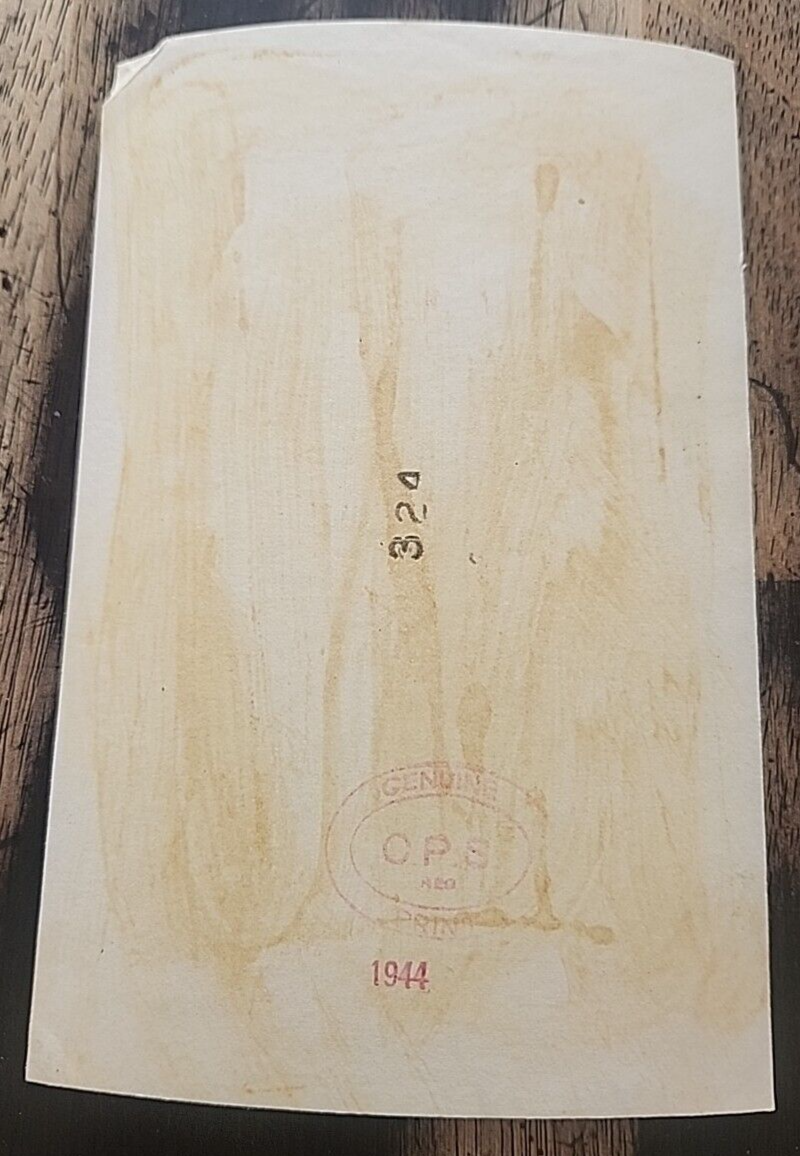 324
GENUINE
C.P.S.
REG
PRINT
1944